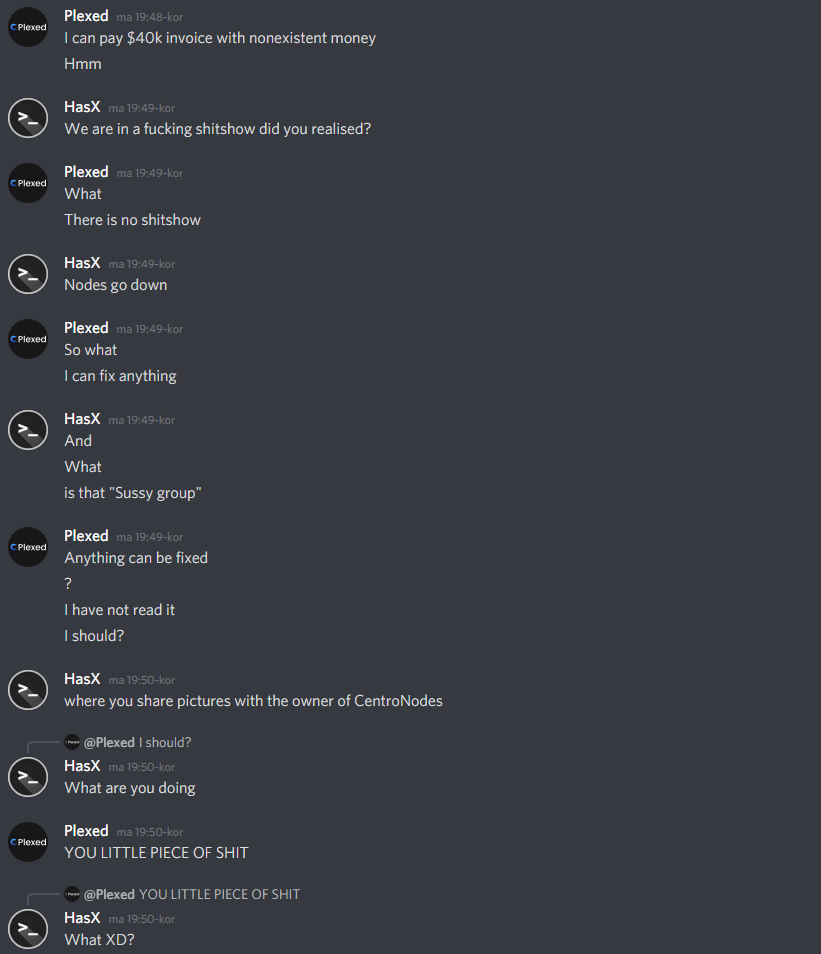 Plexed
Plexed ma 19:48-kor
I can pay $40k invoice with nonexistent money
Hmm
HasX ma 19:49-kor
We are in a fucking shitshow did you realised?
Plexed
Plexed ma 19:49-kor
What
There is no shitshow
HasX ma 19:49-kor
Nodes go down
Plexed
Plexed ma 19:49-kor
So what
I can fix anything
HasX ma 19:49-kor
And
What
is that "Sussy group"
Plexed
Plexed ma 19:49-kor
Anything can be fixed
?
I have not read it
I should?
HasX ma 19:50-kor
where you share pictures with the owner of CentroNodes
@Plexed I should?
HasX ma 19:50-kor
What are you doing
Plexed
Plexed ma 19:50-kor
YOU LITTLE PIECE OF SHIT
@Plexed YOU LITTLE PIECE OF SHIT
HasX ma 19:50-kor
What XD?